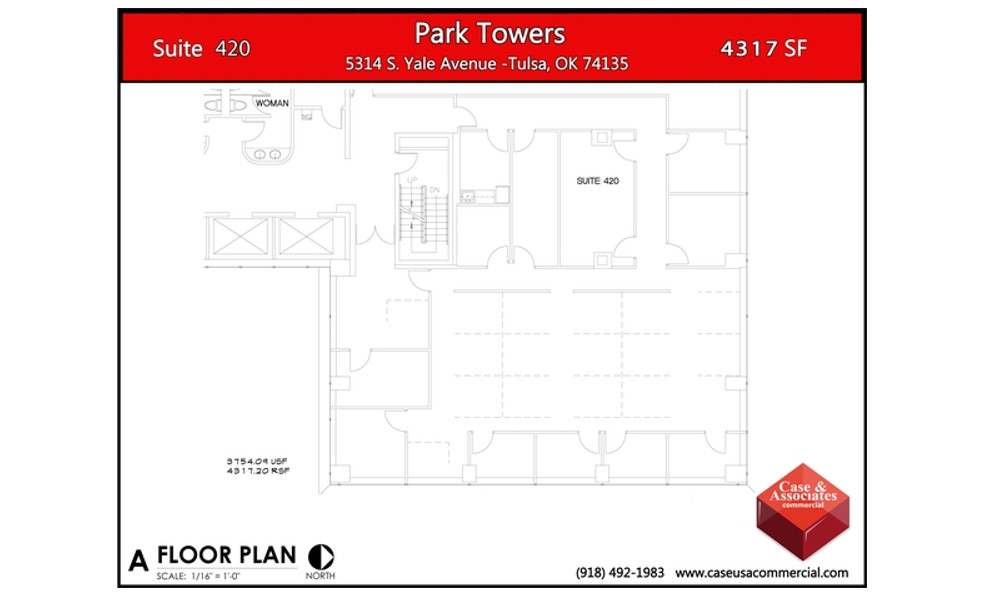 Suite 420
Park Towers
5314 S. Yale Avenue -Tulsa, OK 74135
4317 SF
WOMAN
UP
DN
SUITE 420
3754.09 USF
4317.20 RSF
Case &
Associates
commercial
A FLOOR PLAN
SCALE: 1/16" = 1'-0"
NORTH
(918) 492-1983 www.caseusacommercial.com